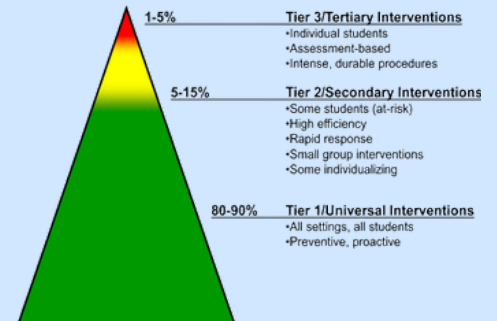 1-5% Tier 3/Tertiary Interventions
•Individual students
•Assessment-based
•Intense, durable procedures
5-15% Tier 2/Secondary Interventions
•Some students (at-risk)
•High efficiency
•Rapid response
•Small group interventions
•Some individualizing
80-90% Tier 1/Universal Interventions
•All settings, all students
•Preventive, proactive